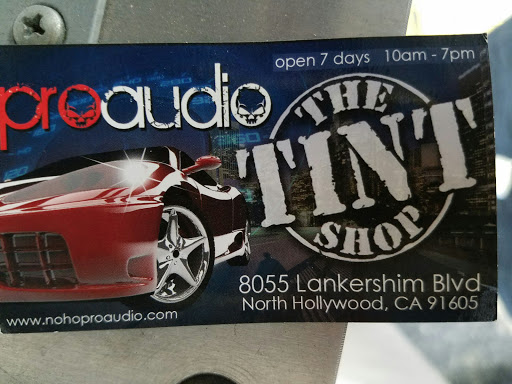 open 7 days 10am - 7pm
proaudio
THE
TINT
SHOP
8055 Lankershim Blvd
North Hollywood, CA 91605
www.nohoproaudio.com